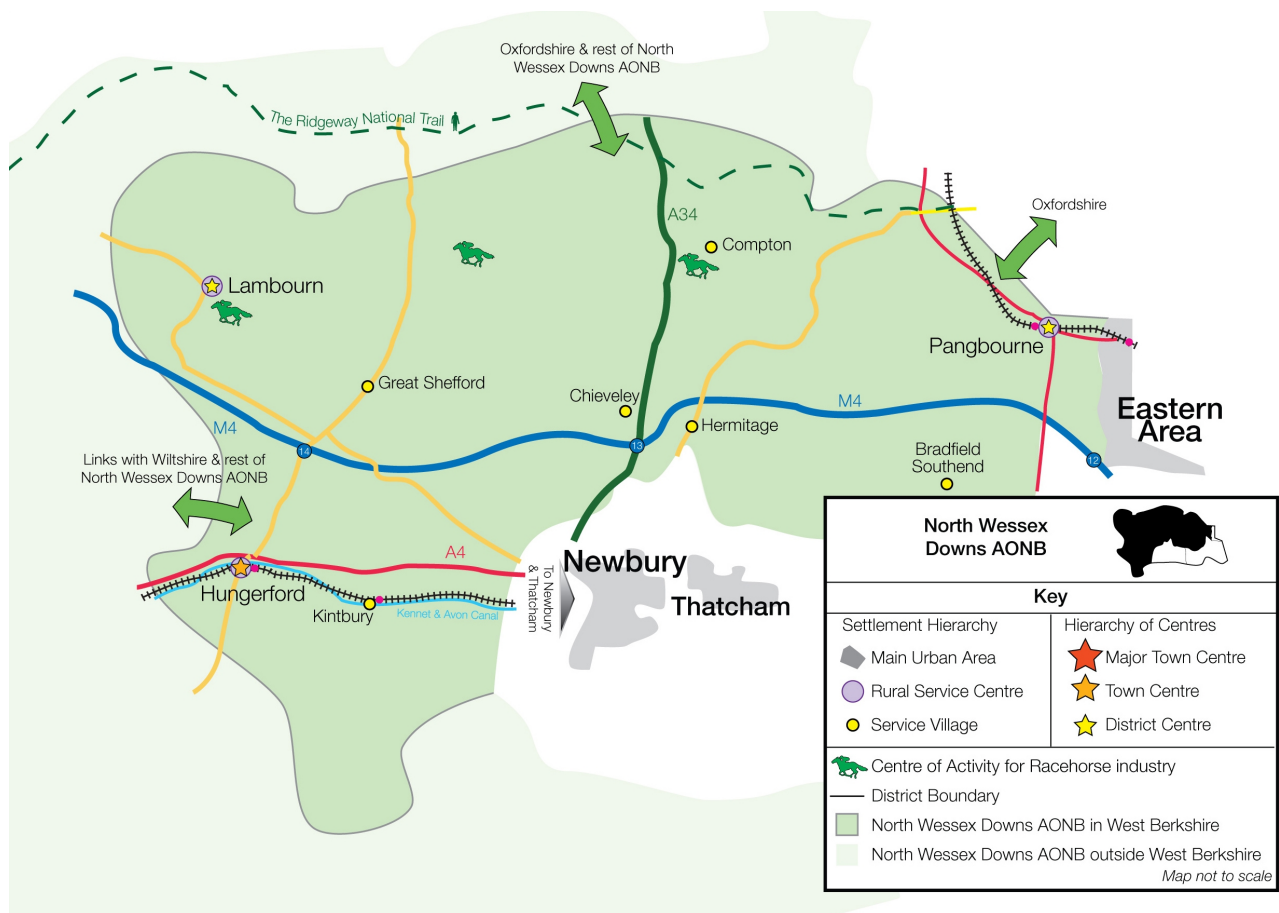 Oxfordshire & rest of North
Wessex Downs AONB
The Ridgeway National Trail
Oxfordshire
A34
Compton
Lambourn
Pangbourne
Great Shefford
Chieveley
M4
M4
Eastern
Area
Hermitage
13
14
12
Bradfield
Southend
Links with Wiltshire & rest of
North Wessex Downs AONB
A4
To Newbury
& Thatcham
Newbury
Thatcham
Hungerford
Kintbury
Kennet & Avon Canal
North Wessex
Downs AONB
Key
Settlement Hierarchy
Main Urban Area
Rural Service Centre
Service Village
Hierarchy of Centres
Major Town Centre
Town Centre
District Centre
Centre of Activity for Racehorse industry
District Boundary
North Wessex Downs AONB in West Berkshire
North Wessex Downs AONB outside West Berkshire
Map not to scale